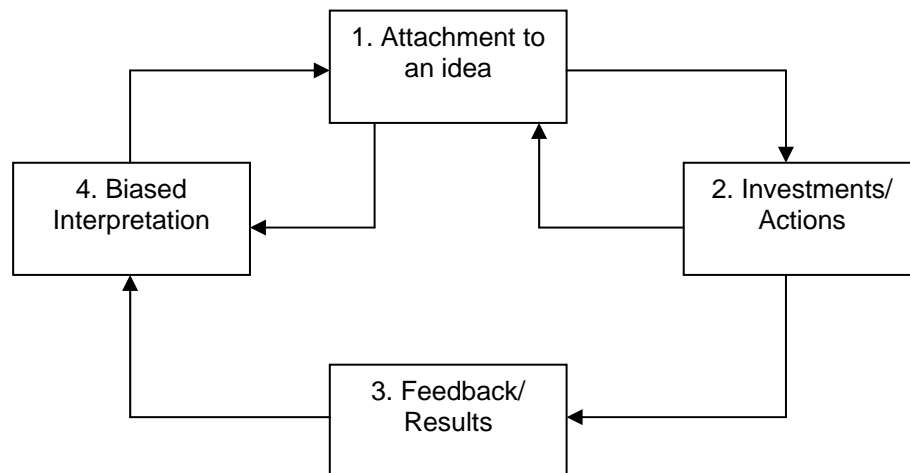 1. Attachment to
an idea
2. Investments/
Actions
3. Feedback/
Results
4. Biased
Interpretation